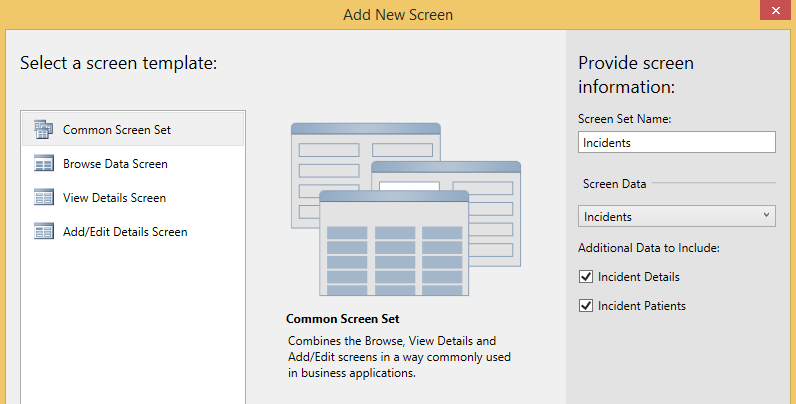 Add New Screen
Select a screen template:
Common Screen Set
Browse Data Screen
View Details Screen
Add/Edit Details Screen
Common Screen Set
Combines the Browse, View Details and
Add/Edit screens in a way commonly used
in business applications.
Provide screen
information:
Screen Set Name:
Incidents
Screen Data
Incidents
Additional Data to Include:
Incident Details
Incident Patients